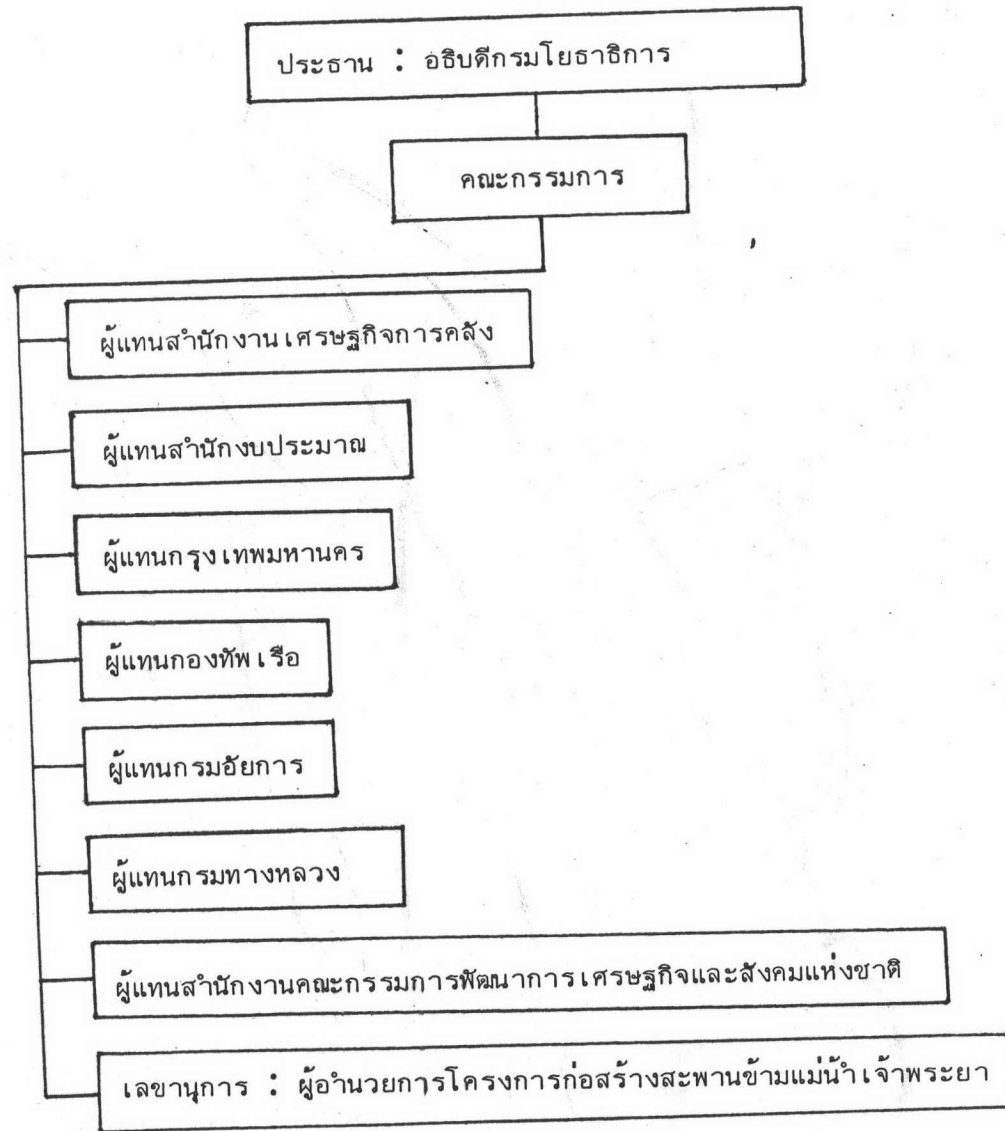 ประธาน : อธิบดีกรมโยธาธิการ
คณะกรรมการ
ผู้แทนสำนักงานเศรษฐกิจการคลัง
ผู้แทนสำนักงบประมาณ
ผู้แทนกรุงเทพมหานคร
ผู้แทนกองทัพเรือ
ผู้แทนกรมอัยการ
ผู้แทนกรมทางหลวง
ผู้แทนสำนักงานคณะกรรมการพัฒนาการเศรษฐกิจและสังคมแห่งชาติ
เลขานุการ : ผู้อำนวยการโครงการก่อสร้างสะพานข้ามแม่น้ำเจ้าพระยา